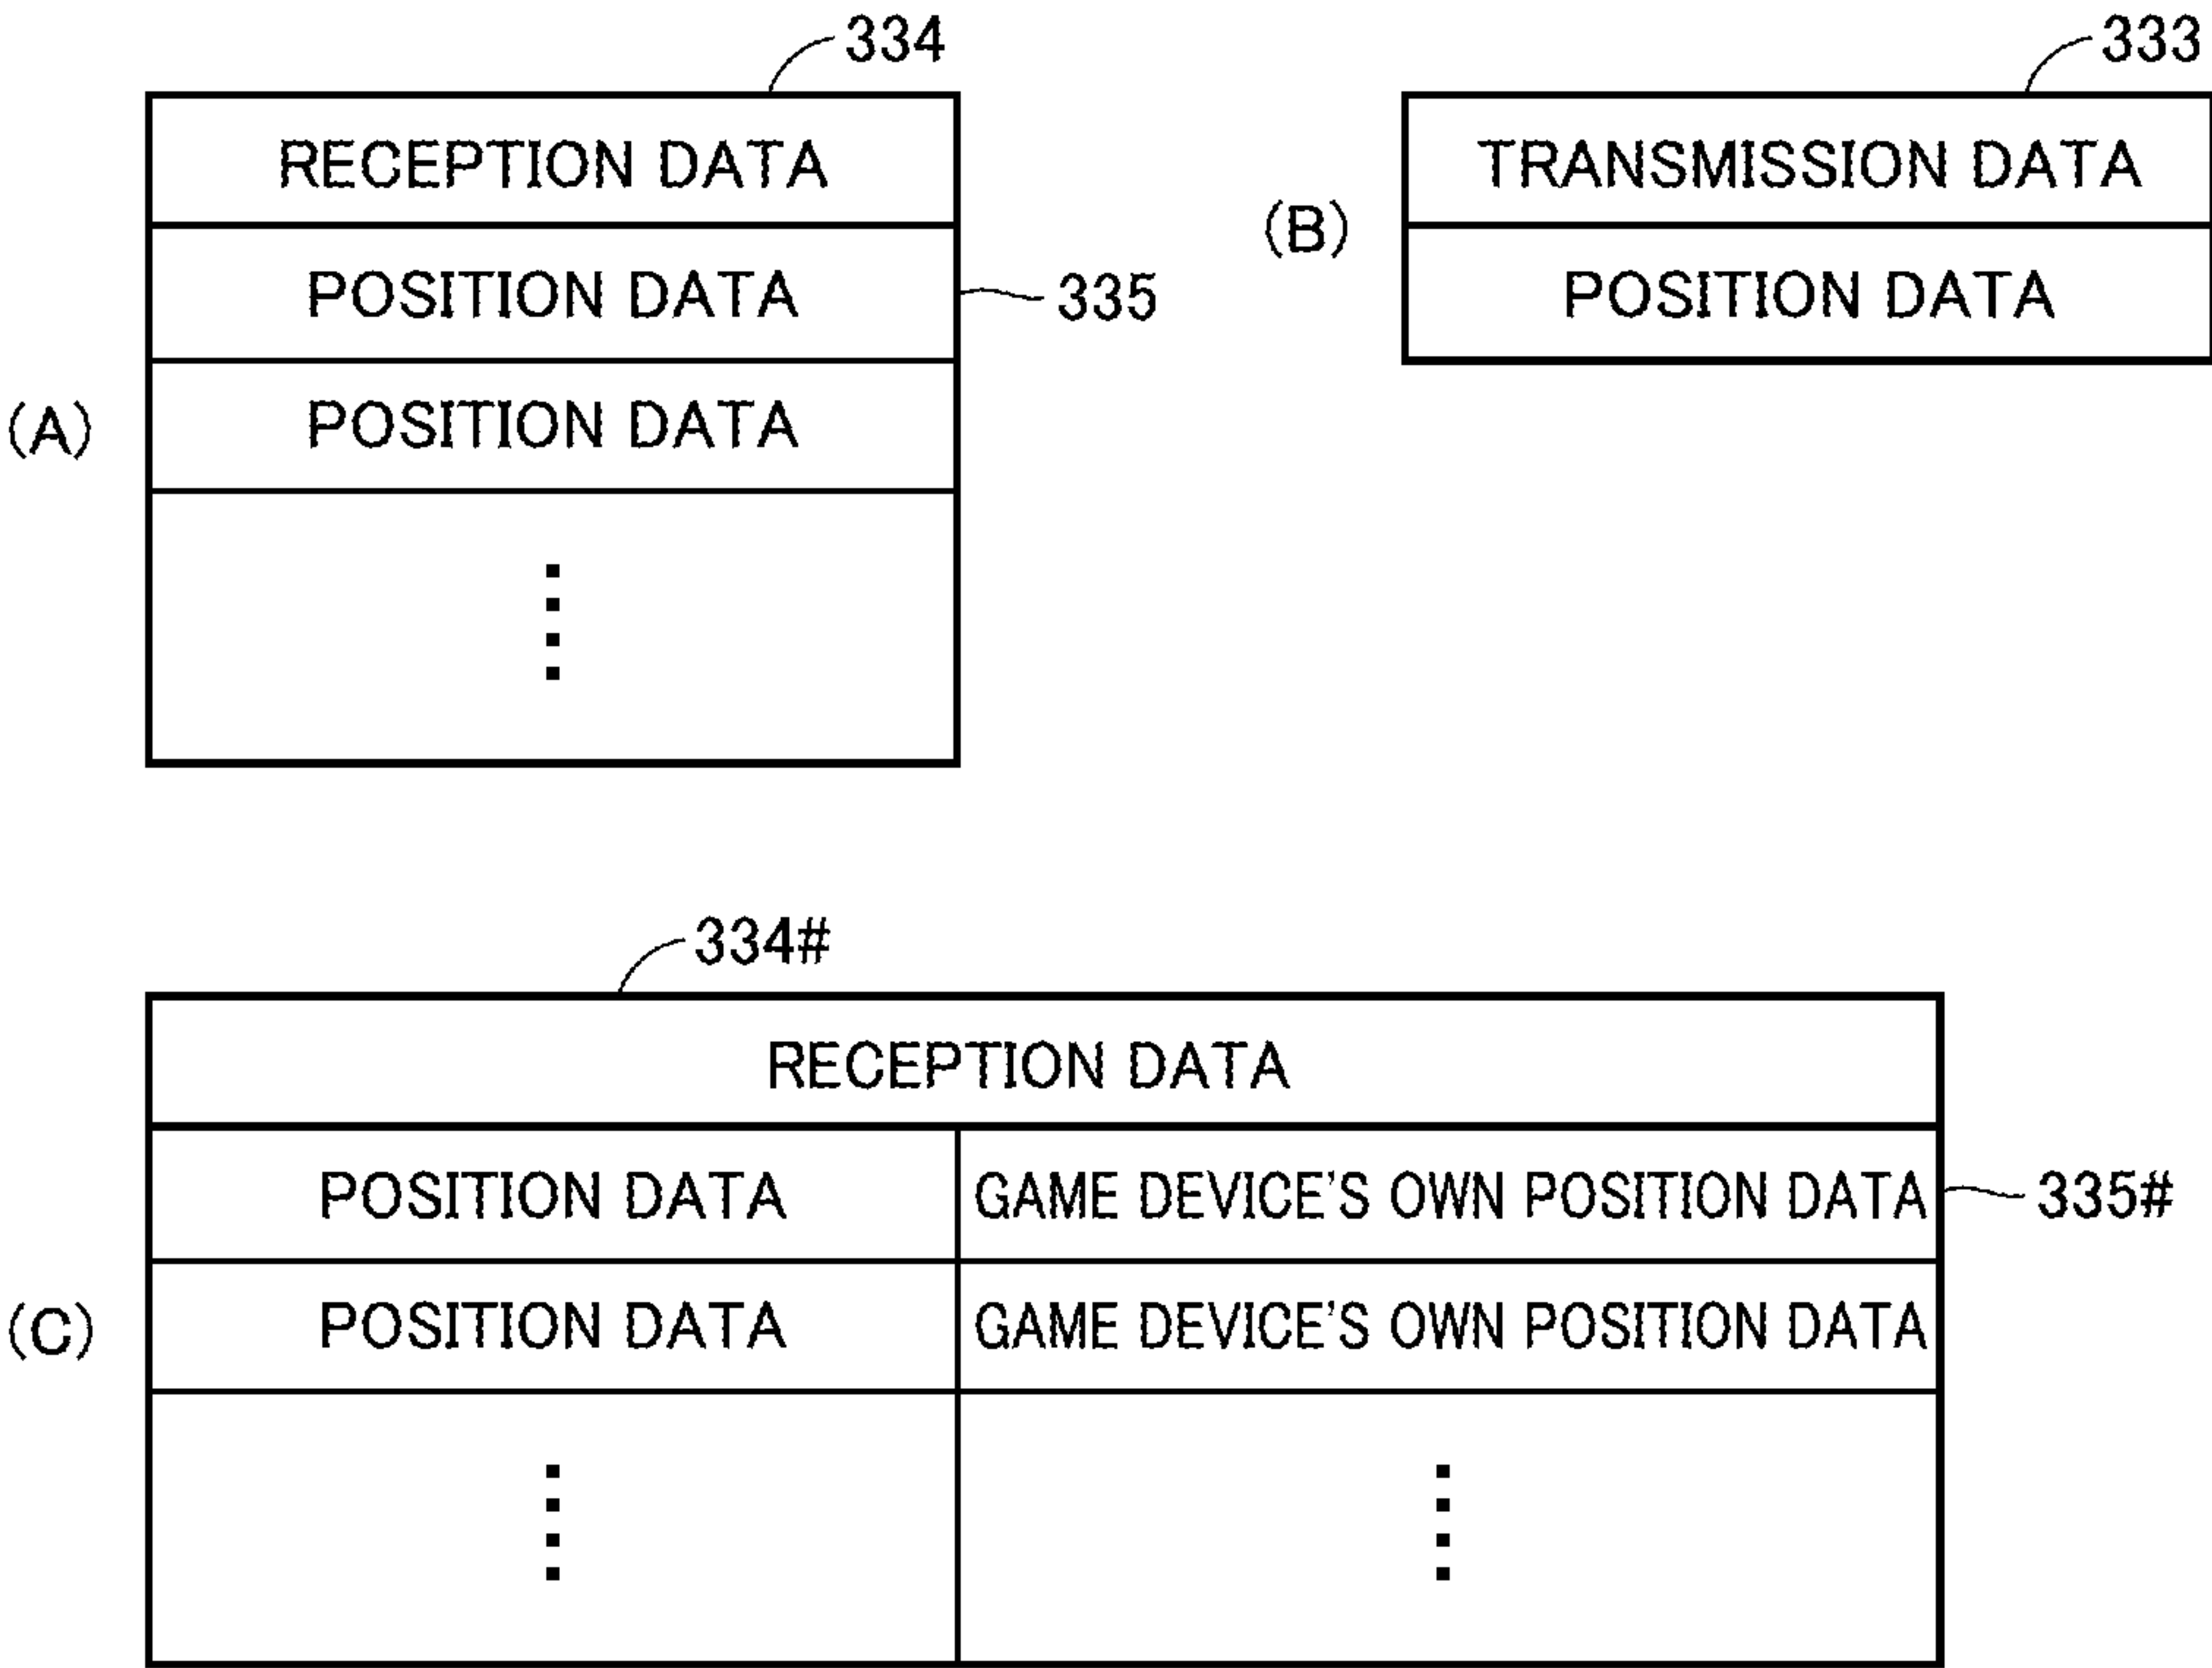 334
RECEPTION DATA
POSITION DATA
335
POSITION DATA
(A)
333
(B)
TRANSMISSION DATA
POSITION DATA
334#
RECEPTION DATA
POSITION DATA GAME DEVICE'S OWN POSITION DATA 335#
POSITION DATA GAME DEVICE'S OWN POSITION DATA
(C)